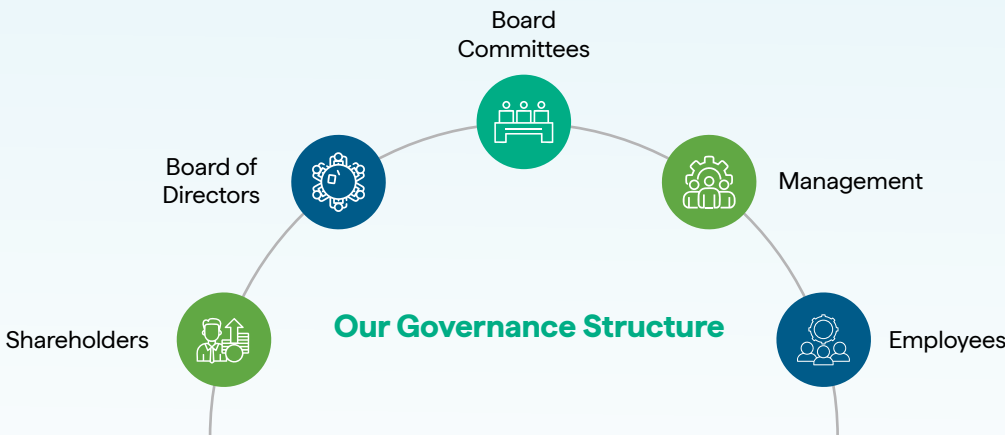 Board
Committees
Board of
Directors
Management
Shareholders
Our Governance Structure
Employees